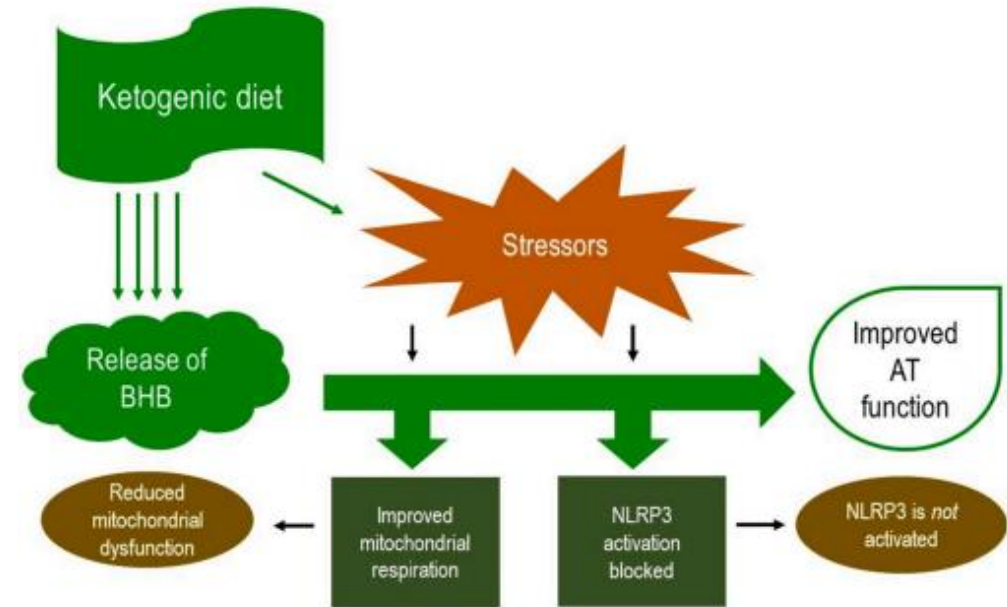 Ketogenic diet
Stressors
Release of
BHB
Improved
AT
function
Reduced
mitochondrial
dysfunction
Improved
mitochondrial
respiration
NLRP3
activation
blocked
NLRP3 is not
activated